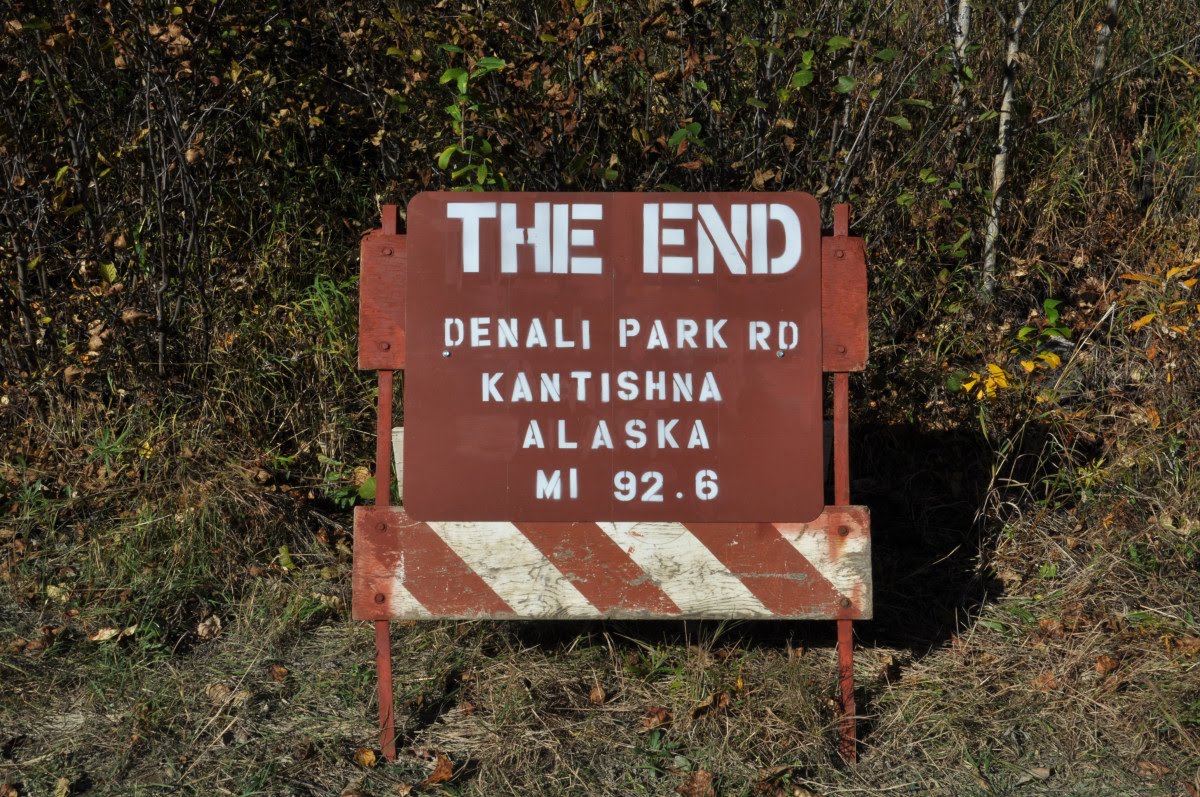 THE END
DENALI PARK RD
KANTISHNA
ALASKA
MI 92.6